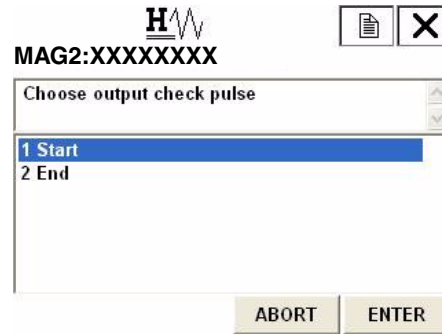 H
MAG2:XXXXXXXX
Choose output check pulse
1 Start
2 End
ABORT ENTER